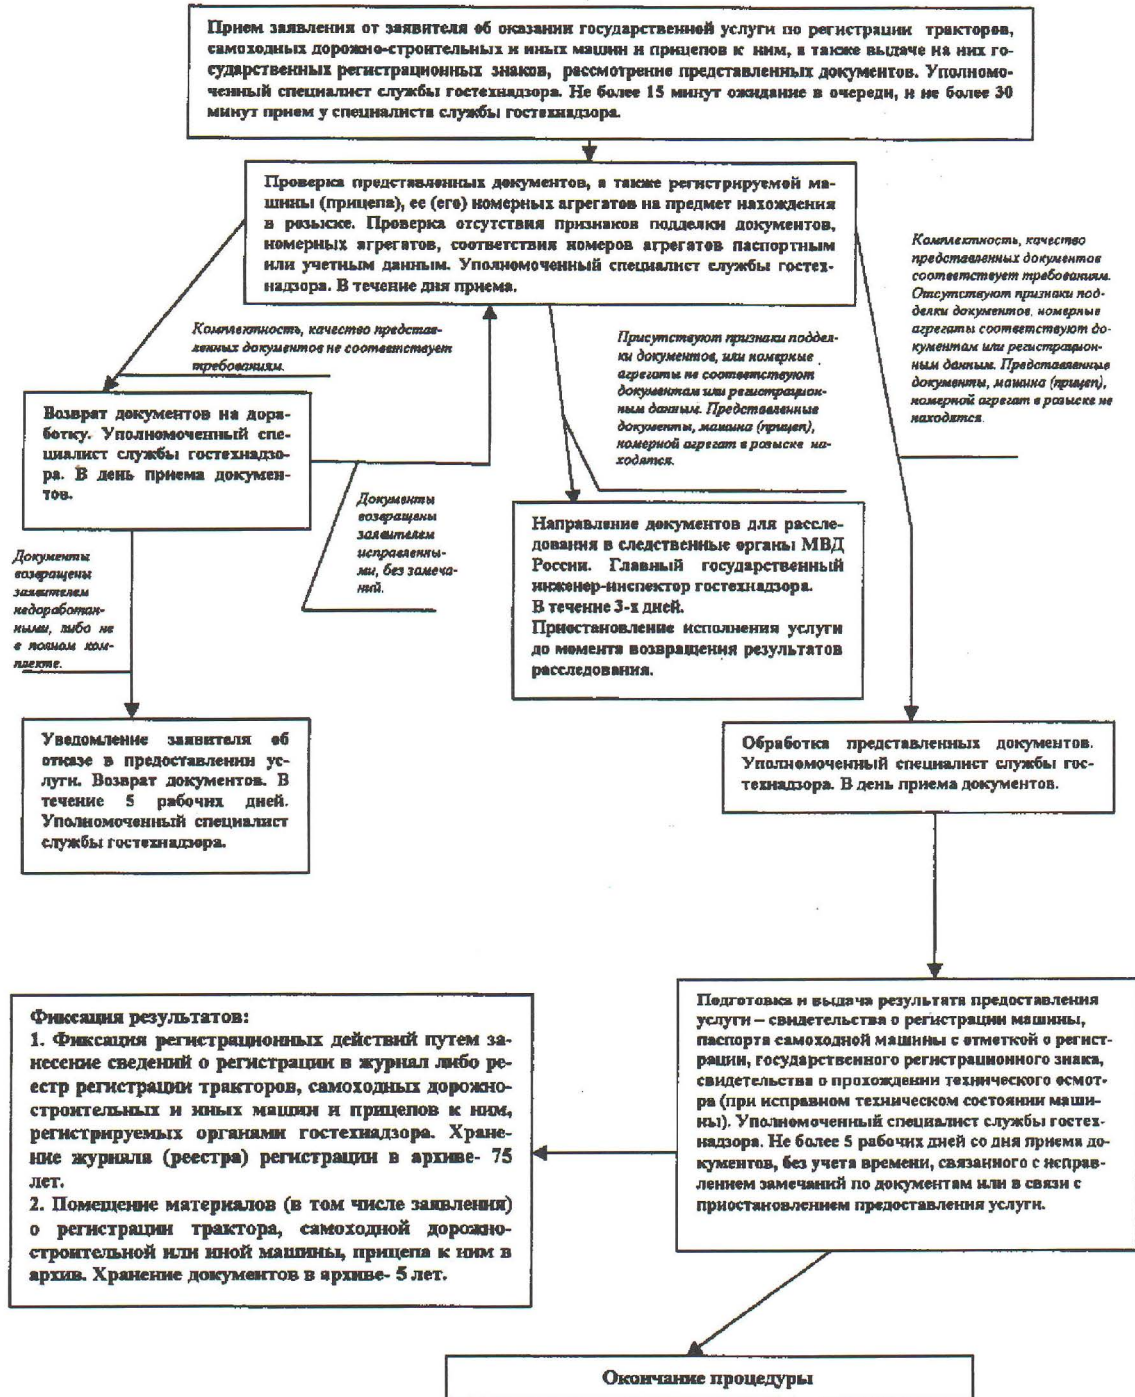 Прием заявления от заявителя об оказании государственной услуги по регистрации тракторов,
самоходных дорожно-строительных и иных машин и прицепов к ним, а также выдаче на них го-
сударственных регистрационных знаков, рассмотрение представленных документов. Уполномо-
ченный специалист службы гостехнадзора. Не более 15 минут ожидание в очереди, и не более 30
минут прием у специалиста службы гостехнадзора.
Проверка представленных документов, а также регистрируемой ма-
шины (прицепа), ее (его) номерных агрегатов на предмет нахождения
в розыске. Проверка отсутствия признаков подделки документов,
номерных агрегатов, соответствия номеров агрегатов паспортным
или учетным данным. Уполномоченный специалист службы гостех-
надзора. В течение дня приема.
Комплектность, качество
представленных документов
соответствует требованиям.
Отсутствуют признаки под-
делки документов, номерные
агрегаты соответствуют до-
кументам или регистрацион-
ным данным. Представленные
документы, машина (прицеп),
номерной агрегат в розыске не
находятся.
Комплектность, качество представ-
ленных документов не соответствует
требованиям.
Присутствуют признаки поддел-
ки документов, или номерные
агрегаты не соответствуют
документам или регистрацион-
ным данным. Представленные
документы, машина (прицеп),
номерной агрегат в розыске на-
ходятся.
Возврат документов на дора-
ботку. Уполномоченный спе-
циалист службы гостехнадзо-
ра. В день приема докумен-
тов.
Документы
возвращены
заявителем
исправленны-
ми, без замеча-
ний.
Направление документов для рассле-
дования в следственные органы МВД
России. Главный государственный
инженер-инспектор гостехнадзора.
В течение 3-х дней.
Приостановление исполнения услуги
до момента возвращения результатов
расследования.
Документы
возвращены
заявителем
недоработан-
ными, либо не
в полном ком-
плекте.
Уведомление заявителя об
отказе в предоставлении ус-
луги. Возврат документов. В
течение 5 рабочих дней.
Уполномоченный специалист
службы гостехнадзора.
Обработка представленных документов.
Уполномоченный специалист службы гос-
технадзора. В день приема документов.
Подготовка и выдача результата предоставления
услуги – свидетельства о регистрации машины,
паспорта самоходной машины с отметкой о регист-
рации, государственного регистрационного знака,
свидетельства о прохождении технического осмот-
ра (при исправном техническом состоянии маши-
ны). Уполномоченный специалист службы гостех-
надзора. Не более 5 рабочих дней со дня приема до-
кументов, без учета времени, связанного с исправ-
лением замечаний по документам или в связи с
приостановлением предоставления услуги.
Фиксация результатов:
1. Фиксация регистрационных действий путем за-
несение сведений о регистрации в журнал либо ре-
естр регистрации тракторов, самоходных дорожно-
строительных и иных машин и прицепов к ним,
регистрируемых органами гостехнадзора. Хране-
ние журнала (реестра) регистрации в архиве- 75
лет.
2. Помещение материалов (в том числе заявления)
о регистрации трактора, самоходной дорожно-
строительной или иной машины, прицепа к ним в
архив. Хранение документов в архиве- 5 лет.
Окончание процедуры